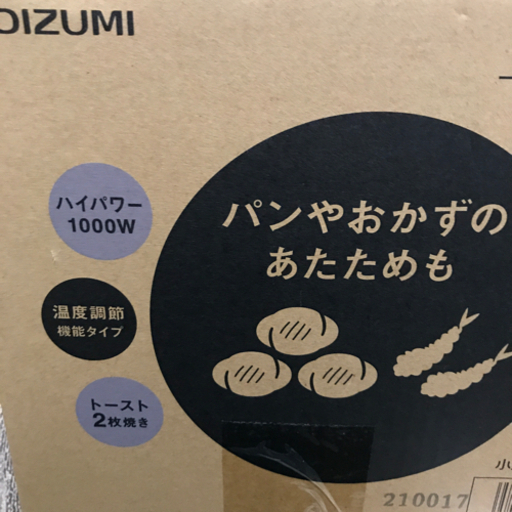 OIZUMI
ハイパワー
1000W
温度調節
機能タイプ
トースト
2枚焼き
パンやおかずの
あたためも
小
210017